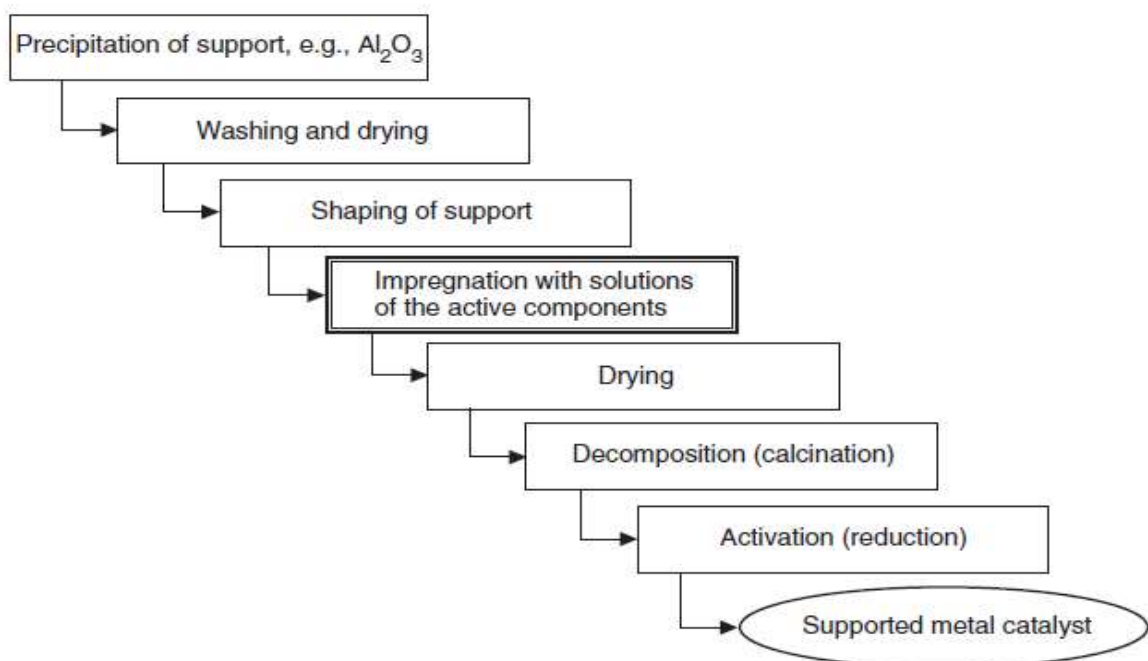 Precipitation of support, e.g., Al₂O₃
Washing and drying
Shaping of support
Impregnation with solutions
of the active components
Drying
Decomposition (calcination)
Activation (reduction)
Supported metal catalyst